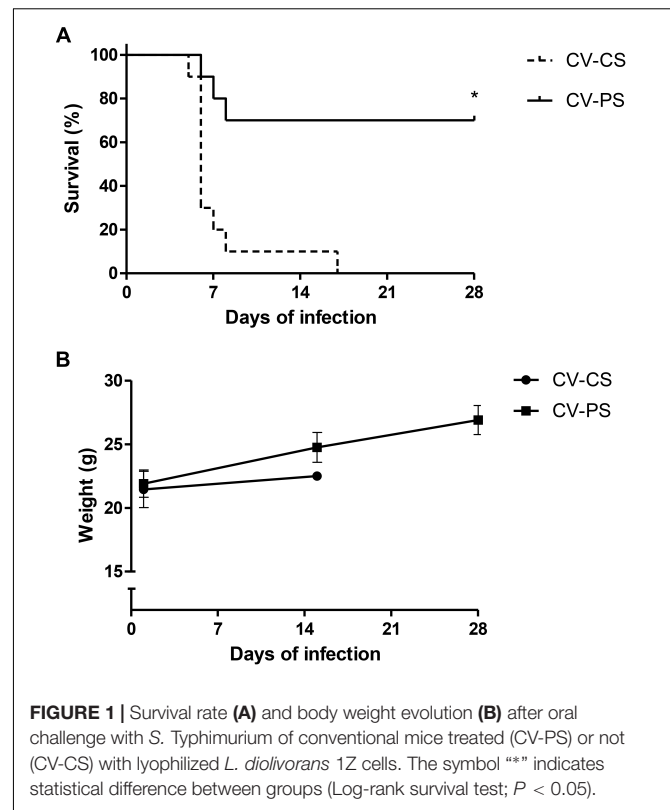 A
100
80
60
40
20
0
Survival (%)
*
0 7 14 21 28
Days of infection
CV-CS
CV-PS
B
30
25
20
15
Weight (g)
0 7 14 21 28
Days of infection
CV-CS
CV-PS
FIGURE 1 | Survival rate (A) and body weight evolution (B) after oral
challenge with S. Typhimurium of conventional mice treated (CV-PS) or not
(CV-CS) with lyophilized L. diolivorans 1Z cells. The symbol “*” indicates
statistical difference between groups (Log-rank survival test; P < 0.05).